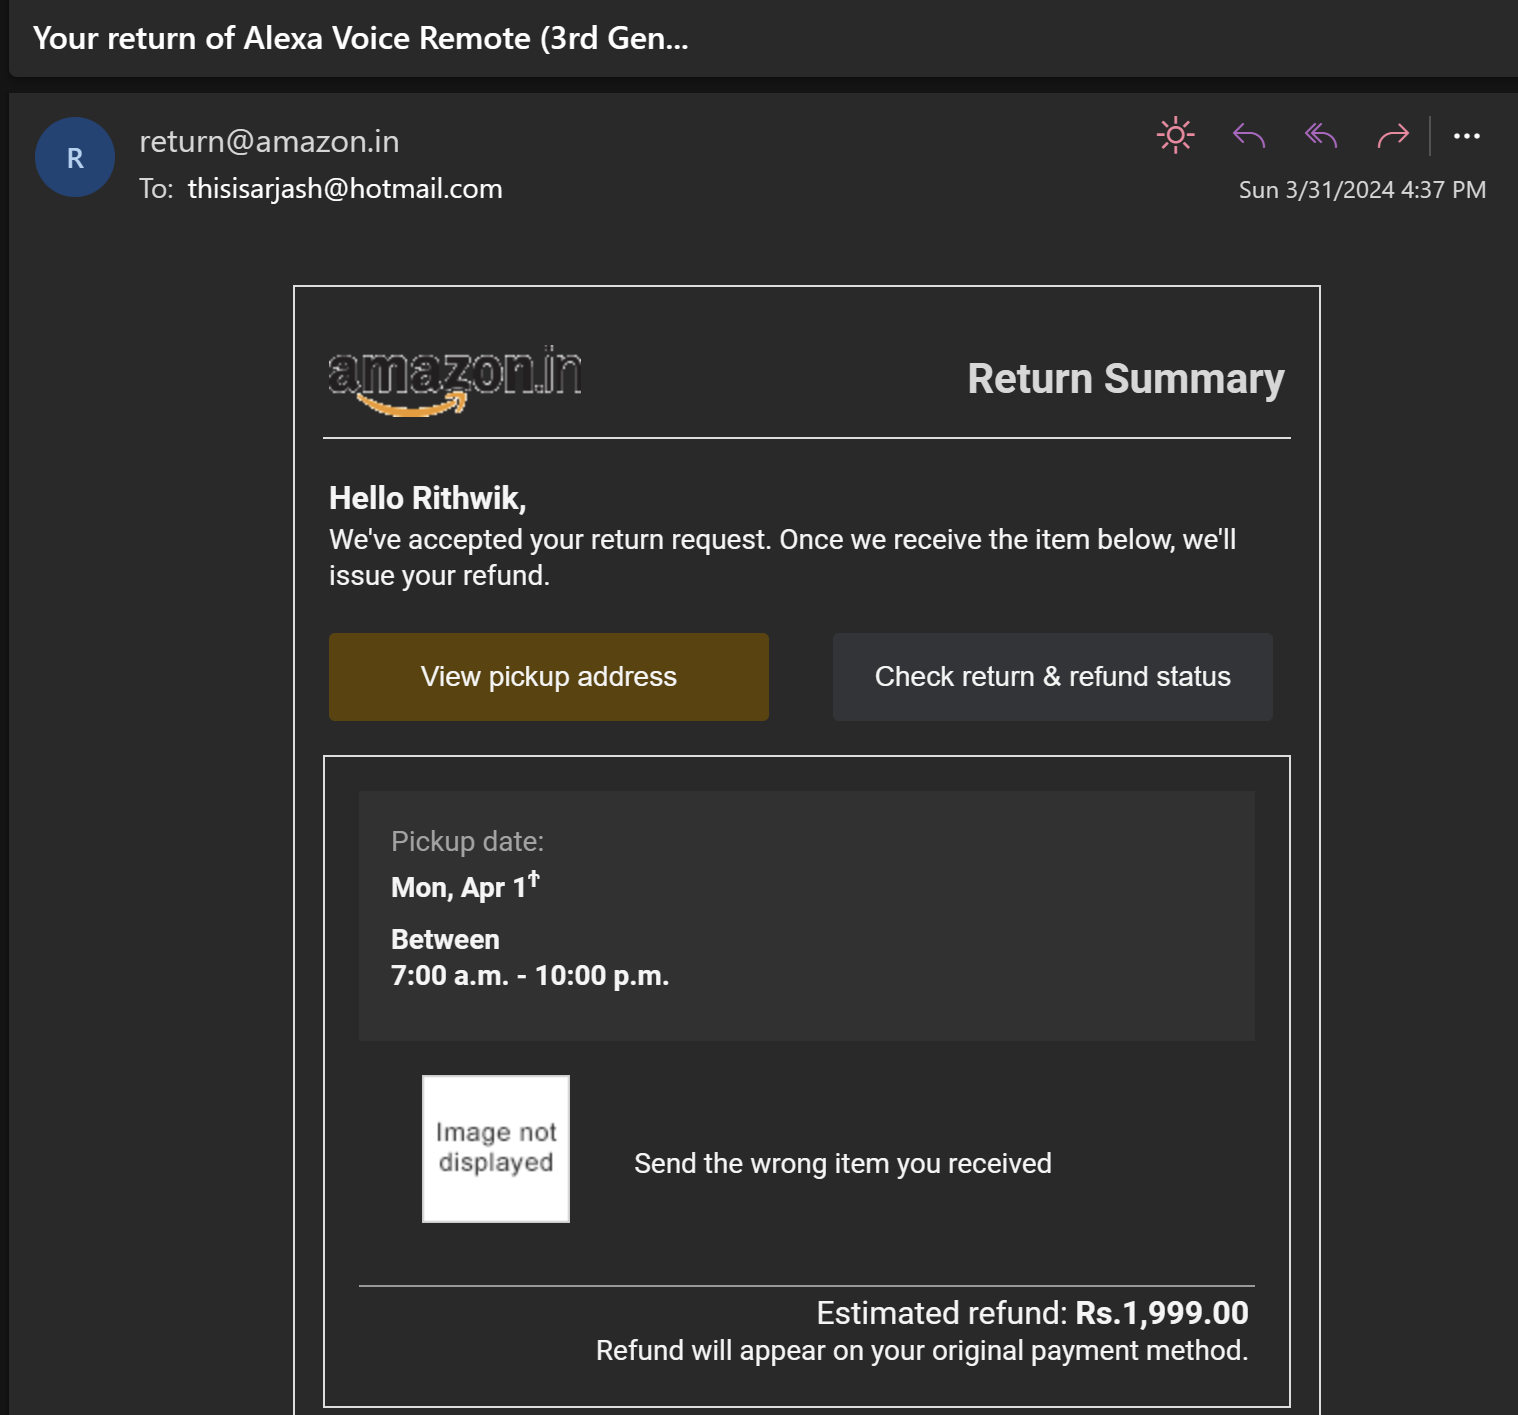 Your return of Alexa Voice Remote (3rd Gen...
R
return@amazon.in
To: thisisarjash@hotmail.com
Sun 3/31/2024 4:37 PM
amazon.in
Return Summary
Hello Rithwik,
We've accepted your return request. Once we receive the item below, we'll
issue your refund.
View pickup address
Check return & refund status
Pickup date:
Mon, Apr 1†
Between
7:00 a.m. - 10:00 p.m.
Image not
displayed
Send the wrong item you received
Estimated refund: Rs.1,999.00
Refund will appear on your original payment method.